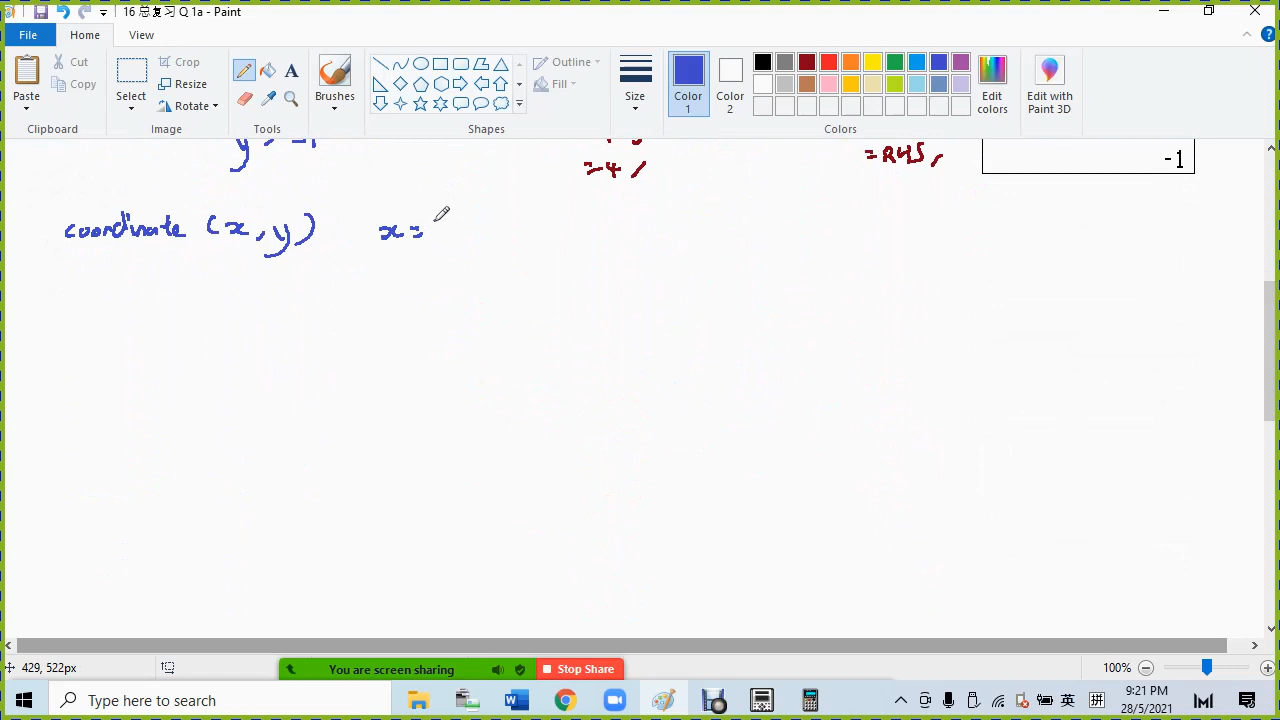 16 总复习 Q 1a - Paint
File Home View
Paste Cut Copy Clipboard
Select Crop Resize Rotate Image
Tools
Brushes
Outline Fill Shapes
Size
Color 1 Color 2 Edit colors Colors
Edit with Paint 3D
=-4 = RHS, -1
coordinate (x, y) x=
429, 522px You are screen sharing Stop Share 100%
Type here to search 英 拼 9:21 PM 28/5/2021